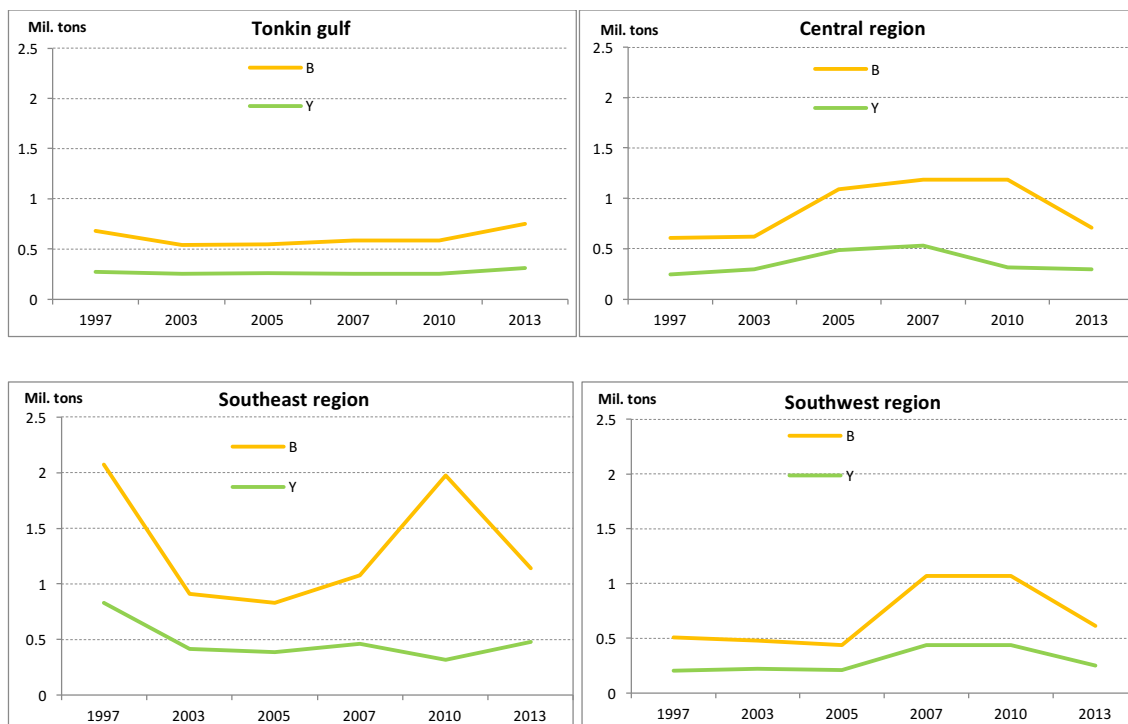 Mil. tons
Tonkin gulf
2.5
B
2
Y
1.5
1
0.5
0
1997 2003 2005 2007 2010 2013
Mil. tons
Central region
2.5
B
2
Y
1.5
1
0.5
0
1997 2003 2005 2007 2010 2013
Mil. tons
Southeast region
2.5
B
2
Y
1.5
1
0.5
0
1997 2003 2005 2007 2010 2013
Mil. tons
Southwest region
2.5
B
2
Y
1.5
1
0.5
0
1997 2003 2005 2007 2010 2013